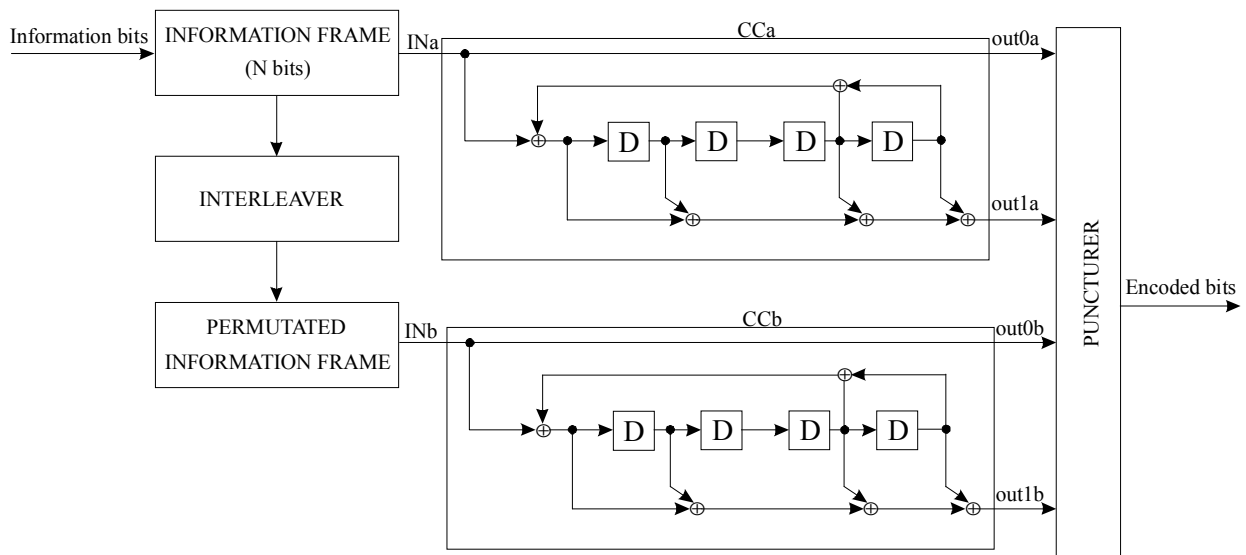 Information bits
INFORMATION FRAME
(N bits)
INa
CCa
out0a
D
D
D
D
out1a
INTERLEAVER
PERMUTATED
INFORMATION FRAME
INb
CCb
out0b
D
D
D
D
out1b
PUNCTURER
Encoded bits